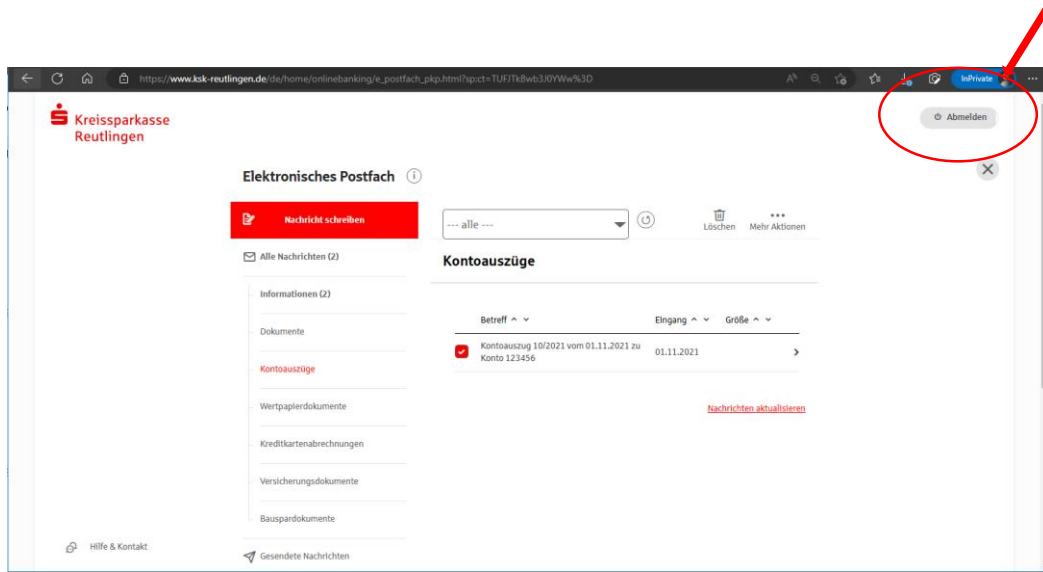 https://www.ksk-reutlingen.de/de/home/onlinebanking/e_postfach_pkp.html?sp:ct=TUFJTkBwb3J0YWw%3D
InPrivate
Kreissparkasse
Reutlingen
Abmelden
Elektronisches Postfach
Nachricht schreiben
--- alle ---
Löschen
Mehr Aktionen
Alle Nachrichten (2)
Kontoauszüge
Informationen (2)
Betreff
Eingang
Größe
Dokumente
Kontoauszug 10/2021 vom 01.11.2021 zu
Konto 123456
01.11.2021
Kontoauszüge
Wertpapierdokumente
Nachrichten aktualisieren
Kreditkartenabrechnungen
Versicherungsdokumente
Bauspardokumente
Hilfe & Kontakt
Gesendete Nachrichten